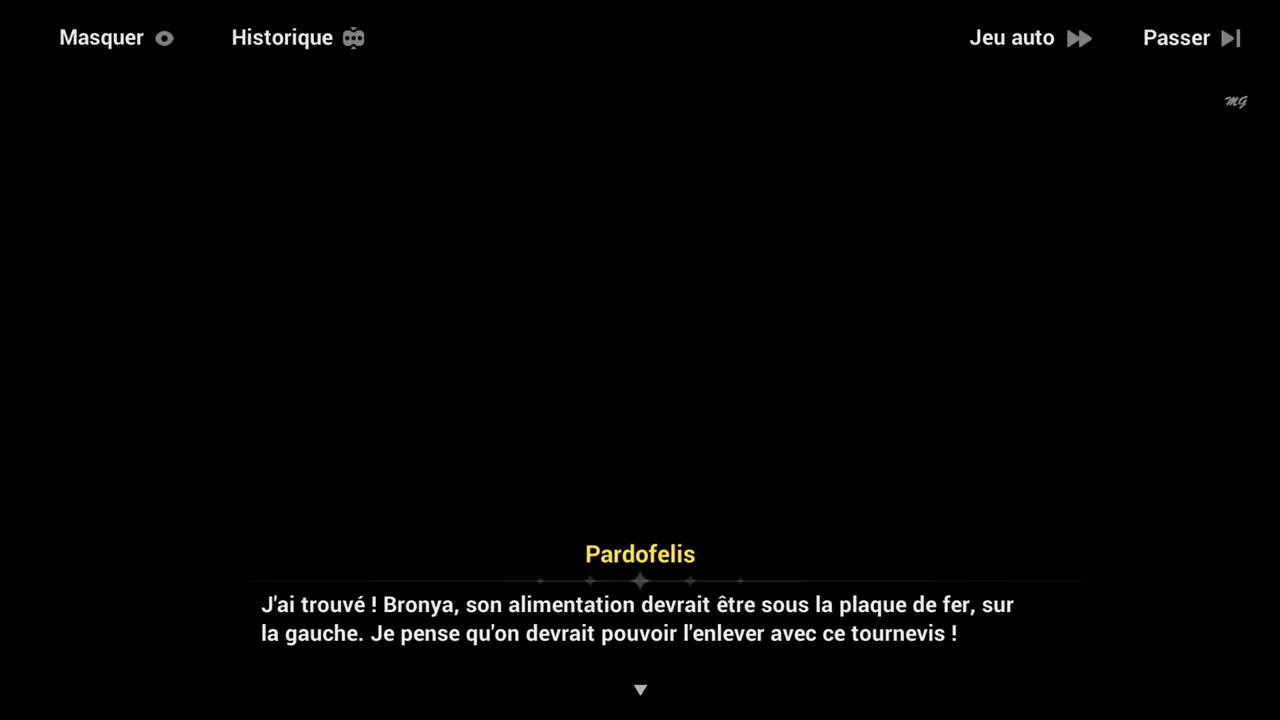 Masquer
Historique
Jeu auto
Passer
MG
Pardofelis
J'ai trouvé ! Bronya, son alimentation devrait être sous la plaque de fer, sur
la gauche. Je pense qu'on devrait pouvoir l'enlever avec ce tournevis !